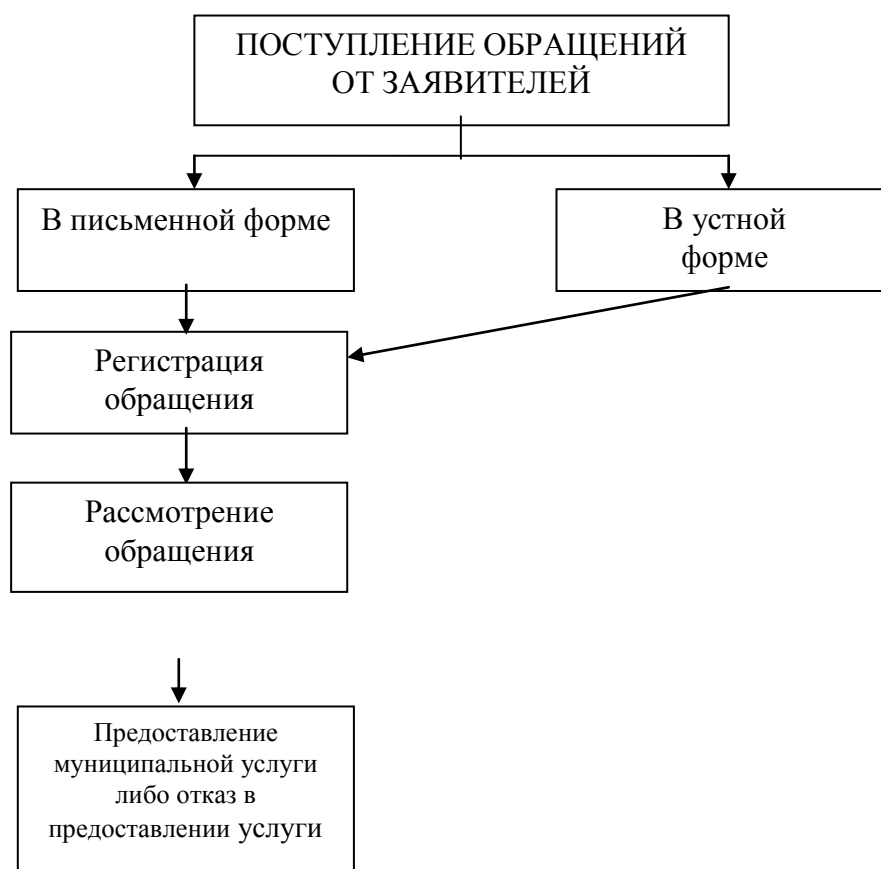 ПОСТУПЛЕНИЕ ОБРАЩЕНИЙ
ОТ ЗАЯВИТЕЛЕЙ
В письменной форме
В устной
форме
Регистрация
обращения
Рассмотрение
обращения
Предоставление
муниципальной услуги
либо отказ в
предоставлении услуги